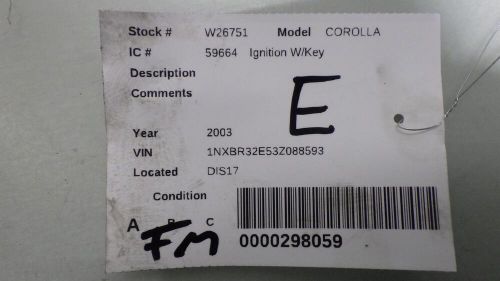 Stock # W26751 Model COROLLA
IC # 59664 Ignition W/Key
Description
Comments
E
Year 2003
VIN 1NXBR32E53Z088593
Located DIS17
Condition
A B C
FM
0000298059